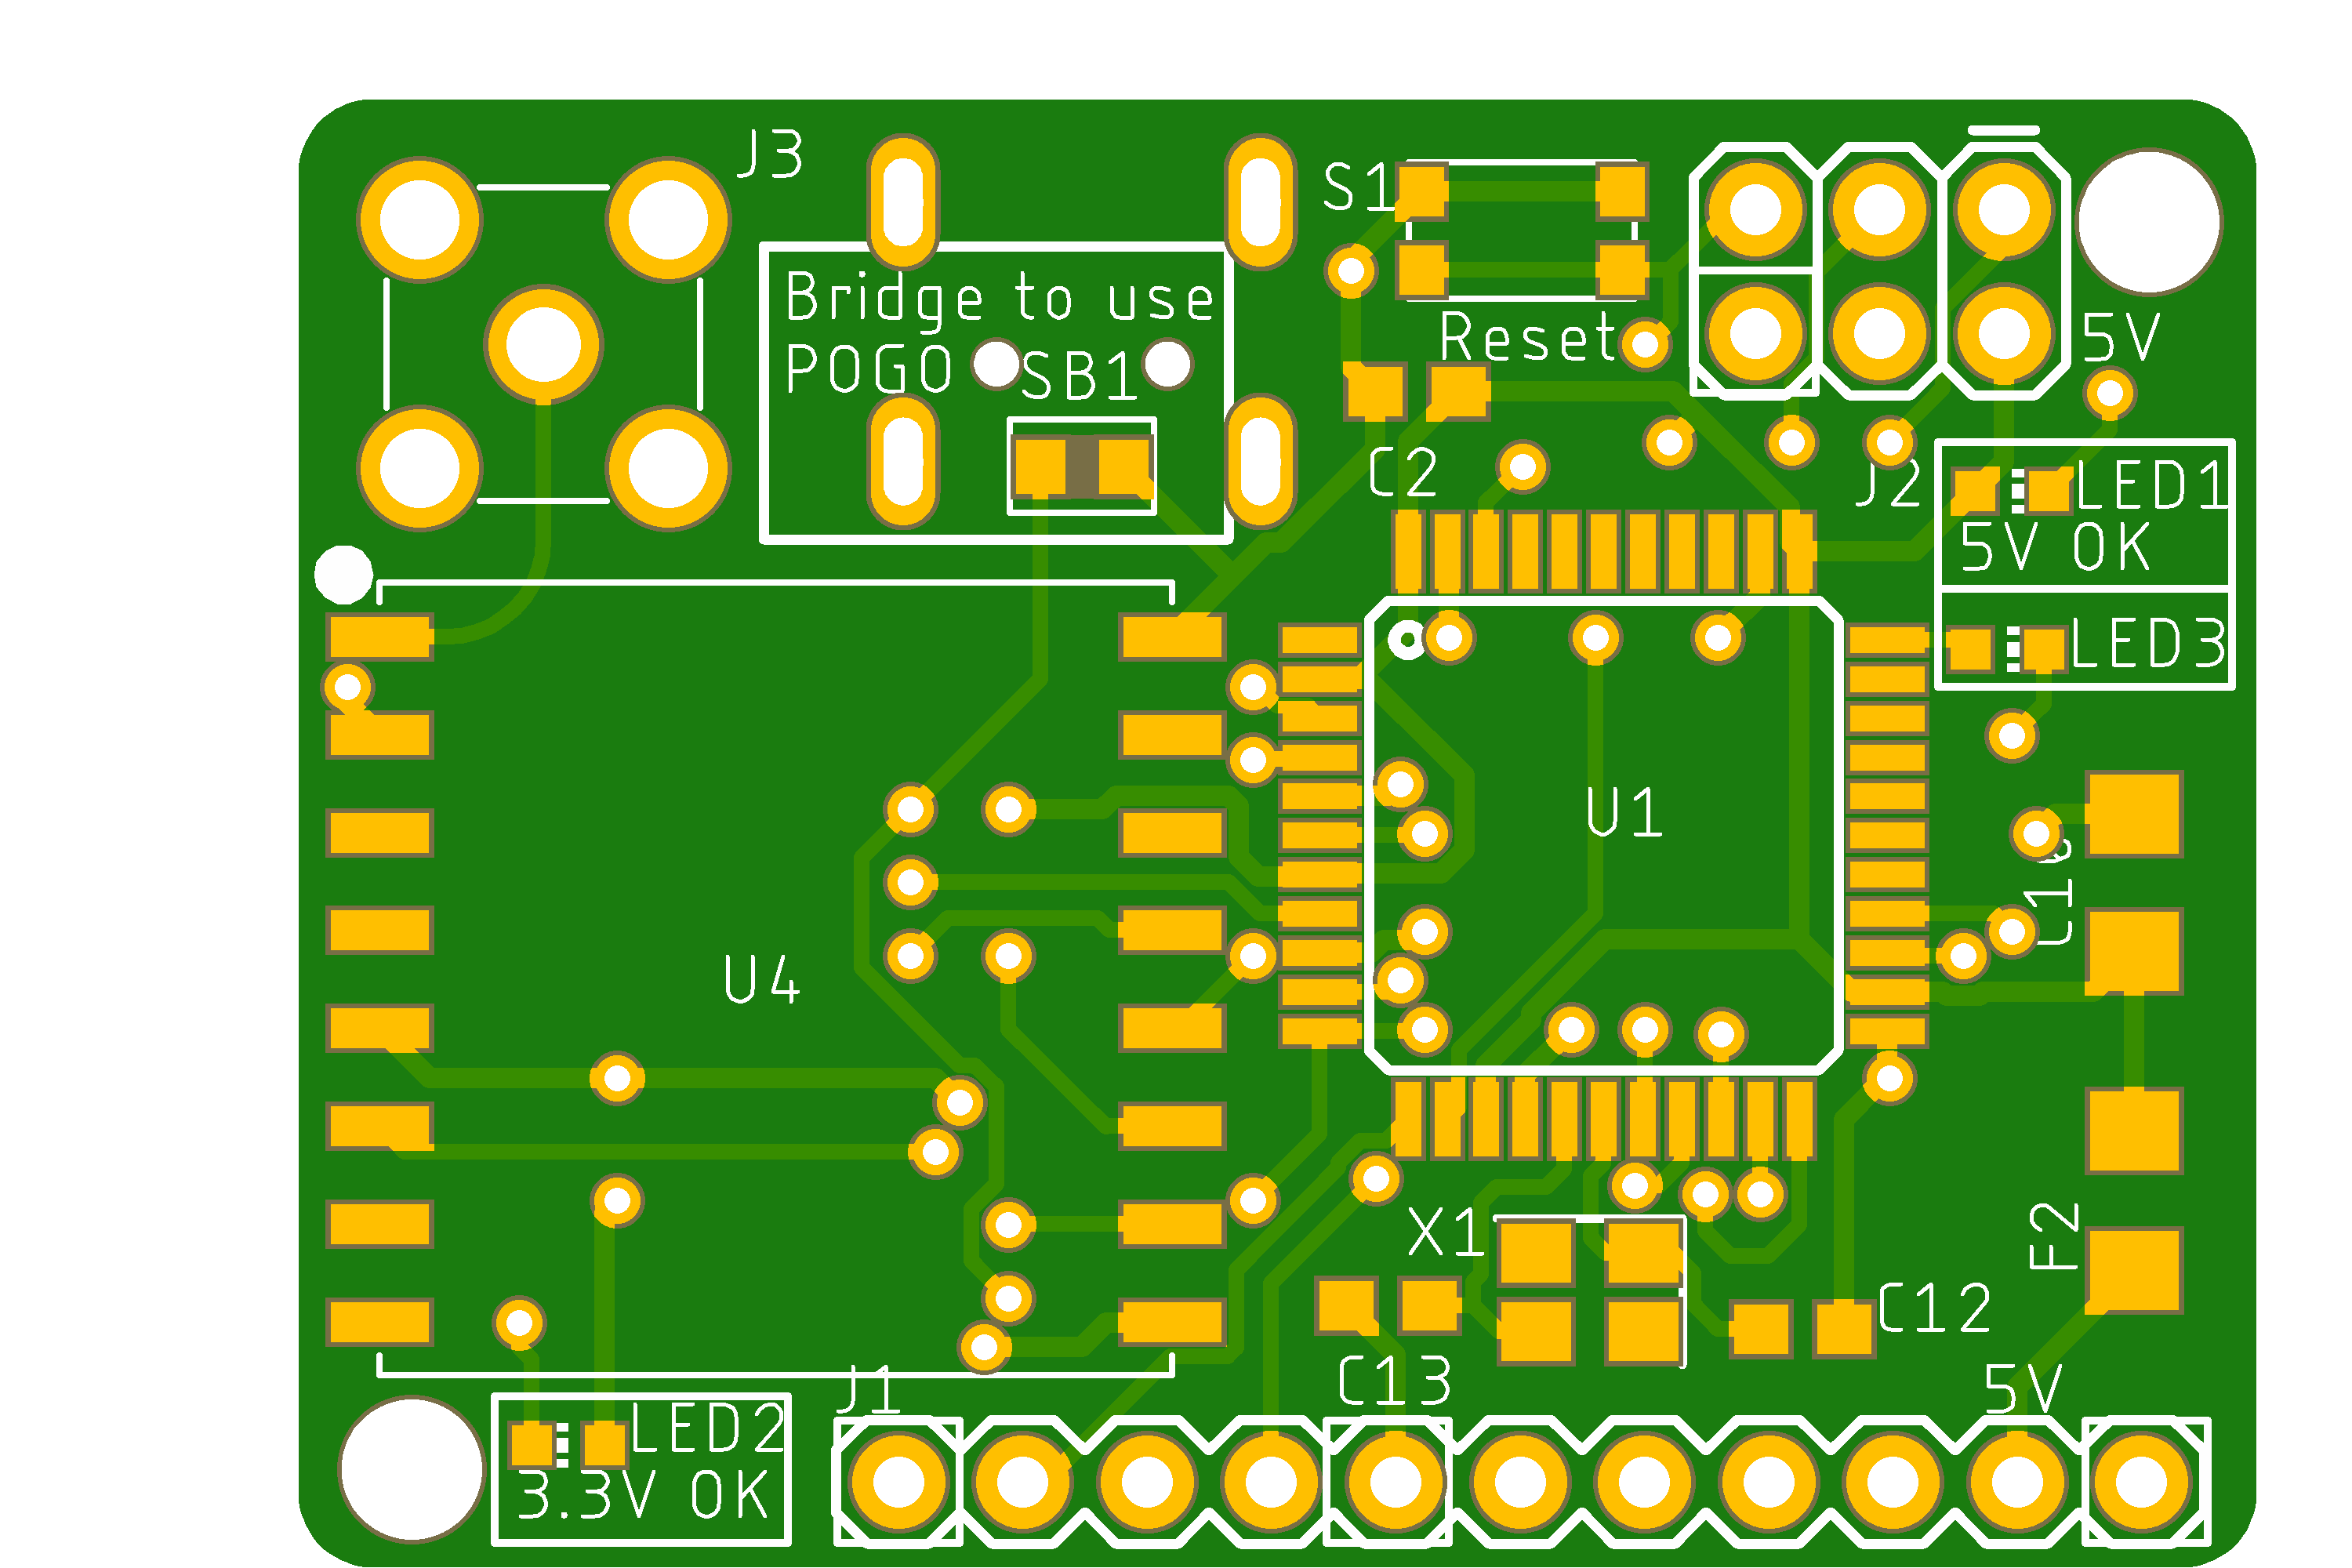 J3
S1
Bridge to use
POGO
SB1
Reset
5V
C2
J2
LED1
5V OK
LED3
U1
U4
X1
F2
C12
C13
5V
J1
LED2
3.3V OK